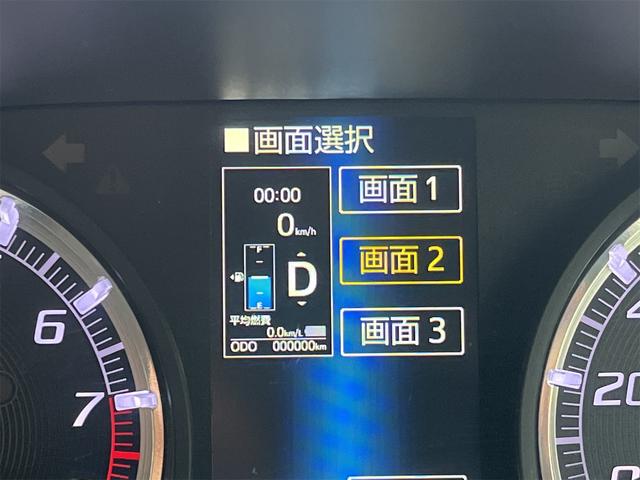 ■画面選択
00:00
0km/h
F
D
E
平均燃費
0.0km/L
ODO 000000km
画面1
画面2
画面3
6
7
20
0